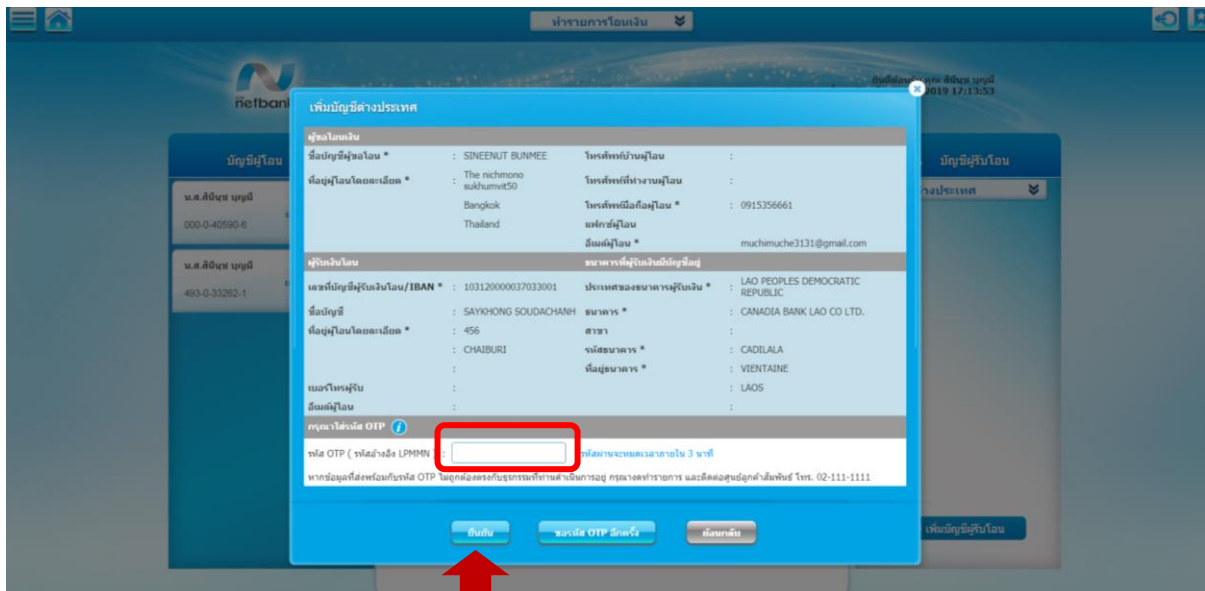 ทำรายการโอนเงิน
netbank
ยินดีต้อนรับ คุณ สินีนุช บุญมี
2019 17:13:53
บัญชีผู้โอน
บัญชีผู้รับโอน
น.ส.สินีนุช บุญมี
000-0-40590-6
น.ส.สินีนุช บุญมี
493-0-33262-1
างประเทศ
เพิ่มบัญชีต่างประเทศ
ผู้ขอโอนเงิน
ชื่อบัญชีผู้ขอโอน * : SINEENUT BUNMEE โทรศัพท์บ้านผู้โอน :
ที่อยู่ผู้โอนโดยละเอียด * : The nichmono sukhumvit50 โทรศัพท์ที่ทำงานผู้โอน :
Bangkok โทรศัพท์มือถือผู้โอน * : 0915356661
Thailand แฟกซ์ผู้โอน
อีเมล์ผู้โอน * muchimuche3131@gmail.com
ผู้รับเงินโอน ธนาคารที่ผู้รับเงินมีบัญชีอยู่
เลขที่บัญชีผู้รับเงินโอน/IBAN * : 103120000037033001 ประเทศของธนาคารผู้รับเงิน * : LAO PEOPLES DEMOCRATIC REPUBLIC
ชื่อบัญชี : SAYKHONG SOUDACHANH ธนาคาร * : CANADIA BANK LAO CO LTD.
ที่อยู่ผู้โอนโดยละเอียด * : 456 สาขา :
: CHAIBURI รหัสธนาคาร * : CADILALA
: ที่อยู่ธนาคาร * : VIENTAINE
เบอร์โทรผู้รับ : : LAOS
อีเมล์ผู้โอน : :
กรุณาใส่รหัส OTP i
รหัส OTP ( รหัสอ้างอิง LPMMN ) : รหัสผ่านจะหมดเวลาภายใน 3 นาที
หากข้อมูลที่ส่งพร้อมกับรหัส OTP ไม่ถูกต้องตรงกับธุรกรรมที่ท่านดำเนินการอยู่ กรุณางดทำรายการ และติดต่อศูนย์ลูกค้าสัมพันธ์ โทร. 02-111-1111
ยืนยัน ขอรหัส OTP อีกครั้ง ย้อนกลับ
เพิ่มบัญชีผู้รับโอน